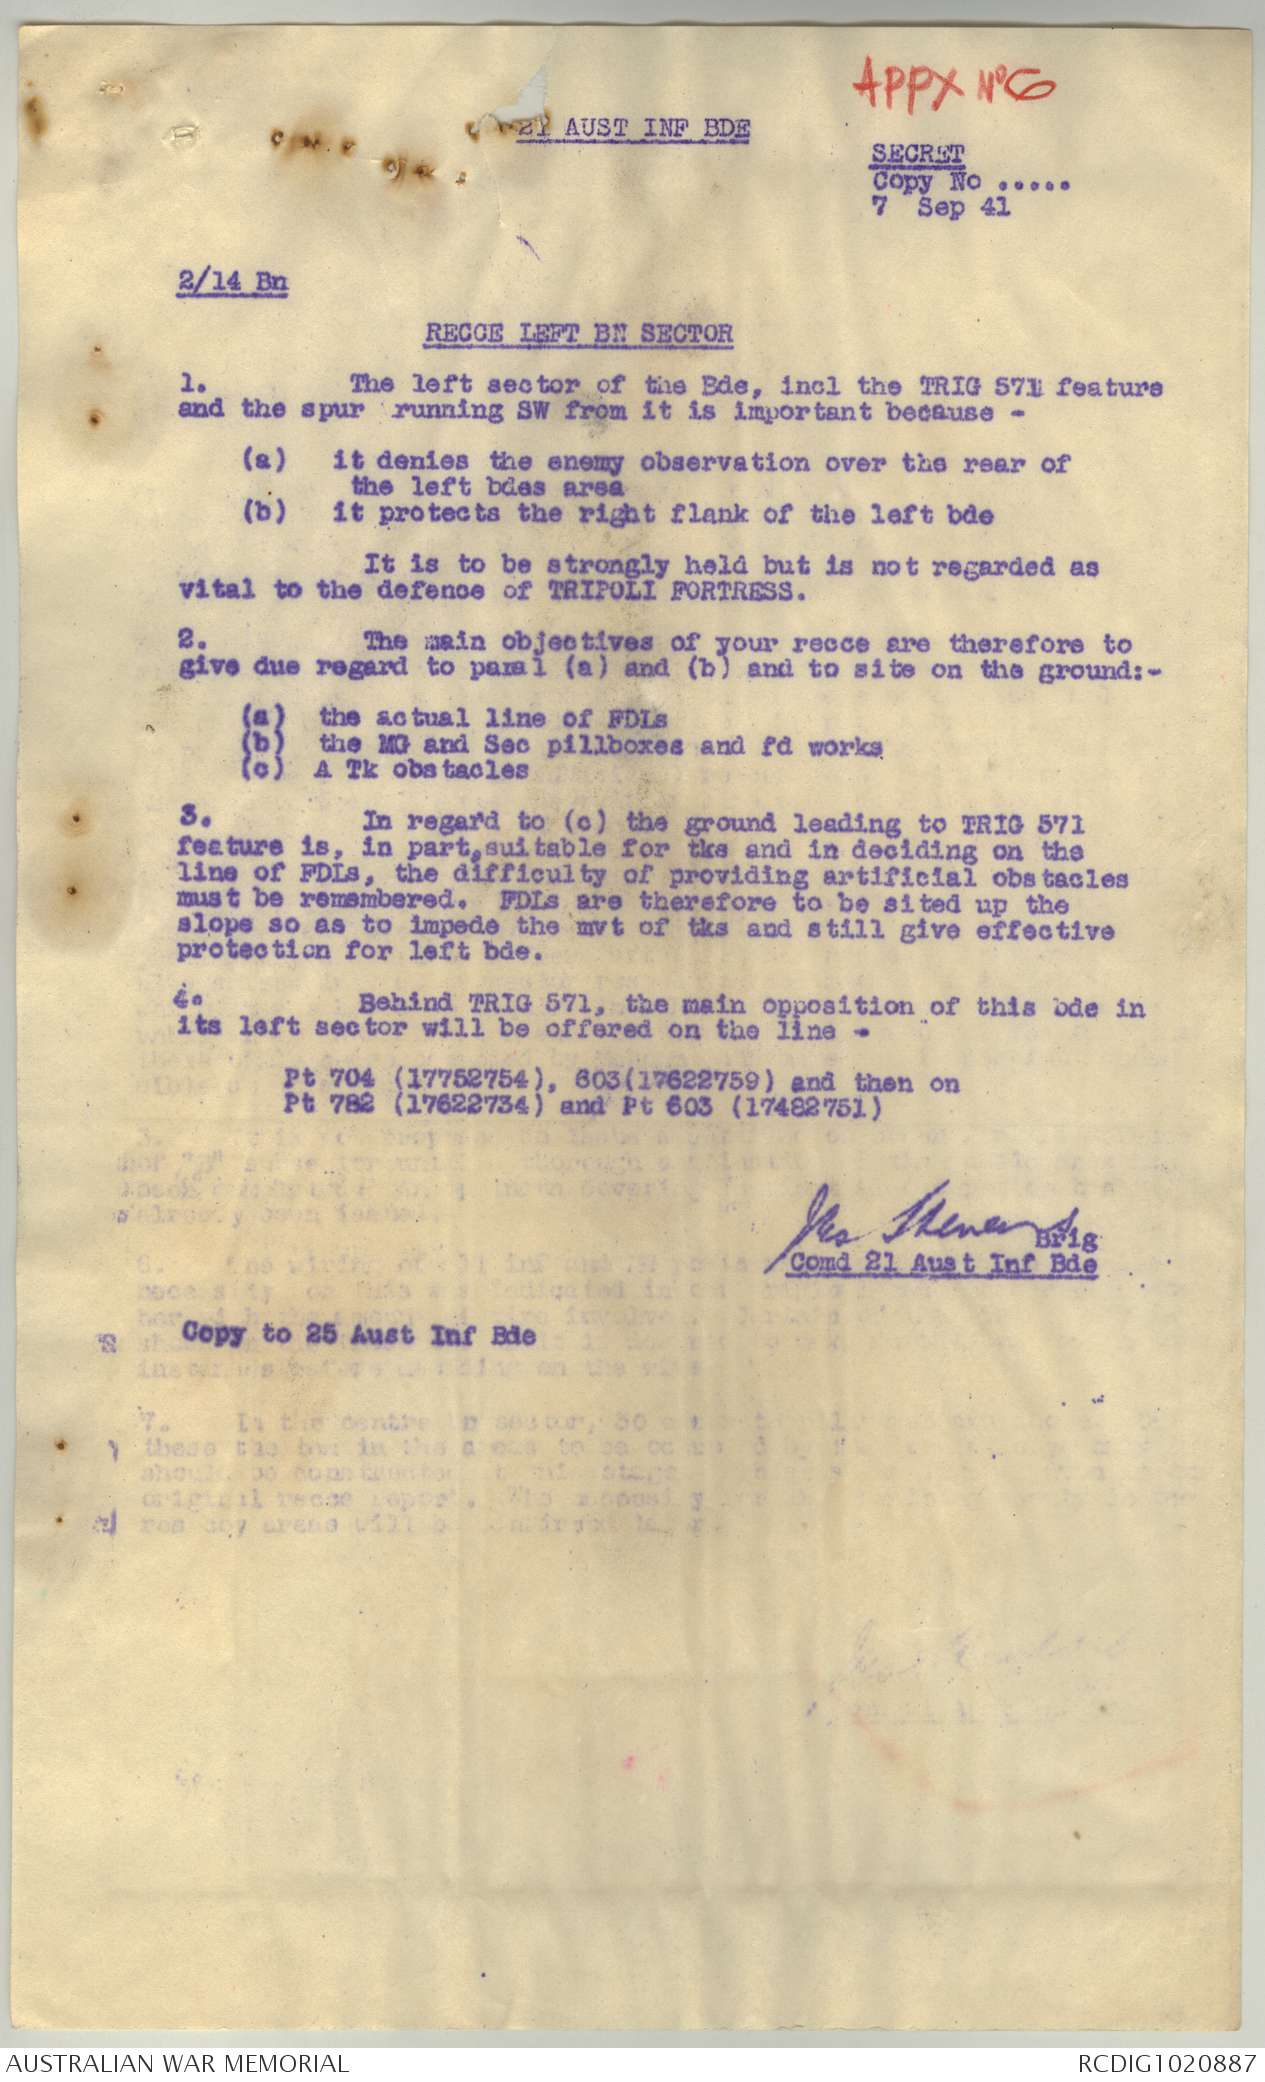 APPX Nº 6
21 AUST INF BDE
SECRET
Copy No .....
7 Sep 41
2/14 Bn
RECCE LEFT BN SECTOR
1. The left sector of the Bde, incl the TRIG 571 feature
and the spur running SW from it is important because -
(a) it denies the enemy observation over the rear of
the left bdes area
(b) it protects the right flank of the left bde
It is to be strongly held but is not regarded as
vital to the defence of TRIPOLI FORTRESS.
2. The main objectives of your recce are therefore to
give due regard to para1 (a) and (b) and to site on the ground:-
(a) the actual line of FDLs
(b) the MG and Sec pillboxes and fd works
(c) A Tk obstacles
3. In regard to (c) the ground leading to TRIG 571
feature is, in part,suitable for tks and in deciding on the
line of FDLs, the difficulty of providing artificial obstacles
must be remembered. FDLs are therefore to be sited up the
slope so as to impede the mvt of tks and still give effective
protection for left bde.
4. Behind TRIG 571, the main opposition of this bde in
its left sector will be offered on the line -
Pt 704 (17752754), 603(17622759) and then on
Pt 782 (17622734) and Pt 603 (17482751)
Jas Stevens Brig
Comd 21 Aust Inf Bde
Copy to 25 Aust Inf Bde
AUSTRALIAN WAR MEMORIAL
RCDIG1020887